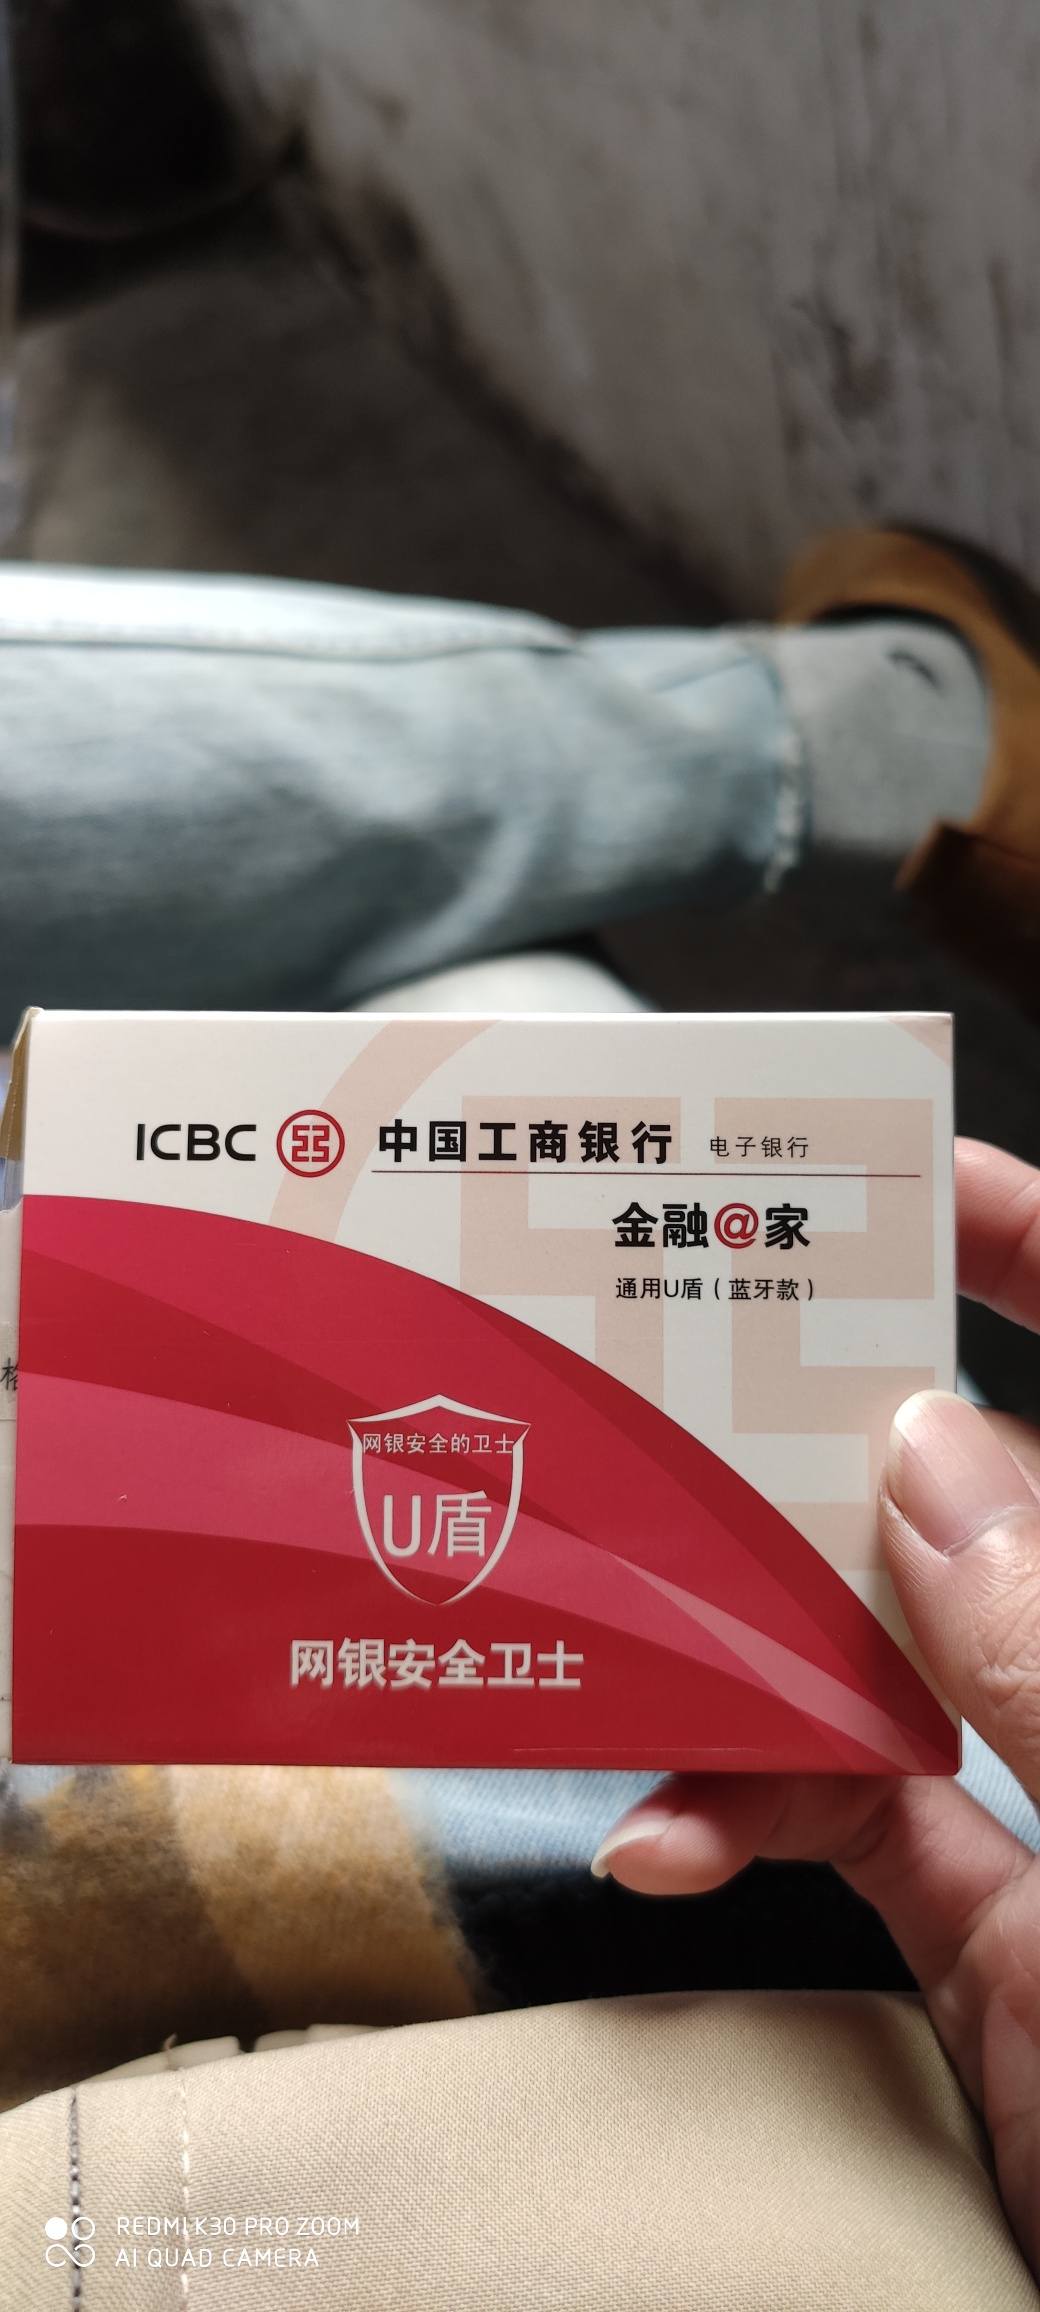 ICBC 中国工商银行 电子银行
金融@家
通用U盾（蓝牙款）
网银安全的卫士
U盾
网银安全卫士
REDMI K30 PRO ZOOM
AI QUAD CAMERA